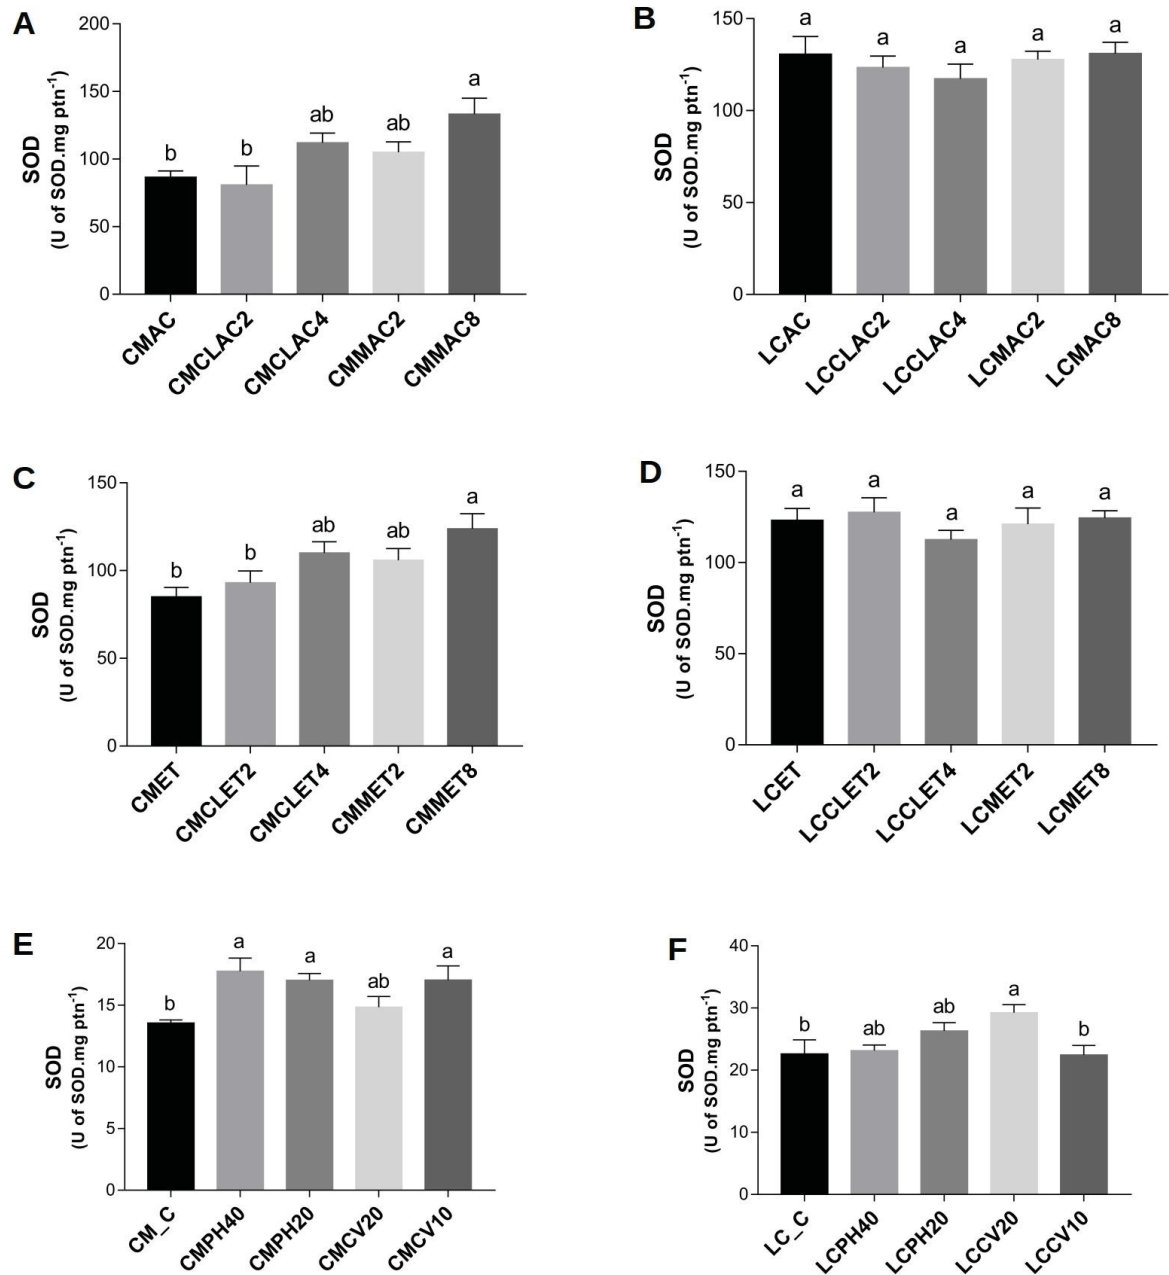 A
SOD
(U of SOD.mg ptn-1)
200
150
100
50
0
b
b
ab
ab
a
CMAC
CMCLAC2
CMCLAC4
CMMAC2
CMMAC8
B
SOD
(U of SOD.mg ptn-1)
150
100
50
0
a
a
a
a
a
LCAC
LCCLAC2
LCCLAC4
LCMAC2
LCMAC8
C
SOD
(U of SOD.mg ptn-1)
150
100
50
0
b
b
ab
ab
a
CMET
CMCLET2
CMCLET4
CMMET2
CMMET8
D
SOD
(U of SOD.mg ptn-1)
150
100
50
0
a
a
a
a
a
LCET
LCCLET2
LCCLET4
LCMET2
LCMET8
E
SOD
(U of SOD.mg ptn-1)
20
15
10
5
0
b
a
a
ab
a
CM_C
CMPH40
CMPH20
CMCV20
CMCV10
F
SOD
(U of SOD.mg ptn-1)
40
30
20
10
0
b
ab
ab
a
b
LC_C
LCPH40
LCPH20
LCCV20
LCCV10